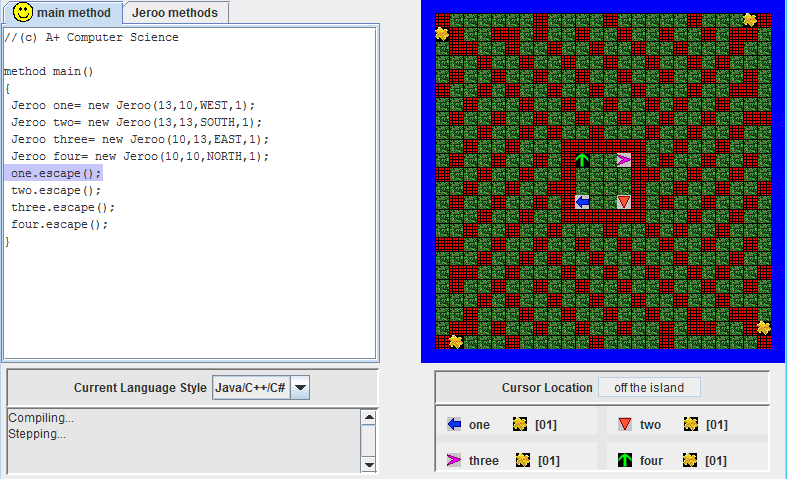 main method
Jeroo methods
//(c) A+ Computer Science
method main()
{
Jeroo one= new Jeroo(13,10,WEST,1);
Jeroo two= new Jeroo(13,13,SOUTH,1);
Jeroo three= new Jeroo(10,13,EAST,1);
Jeroo four= new Jeroo(10,10,NORTH,1);
one.escape();
two.escape();
three.escape();
four.escape();
}
Current Language Style Java/C++/C#
Compiling...
Stepping...
Cursor Location off the island
one [01] two [01]
three [01] four [01]